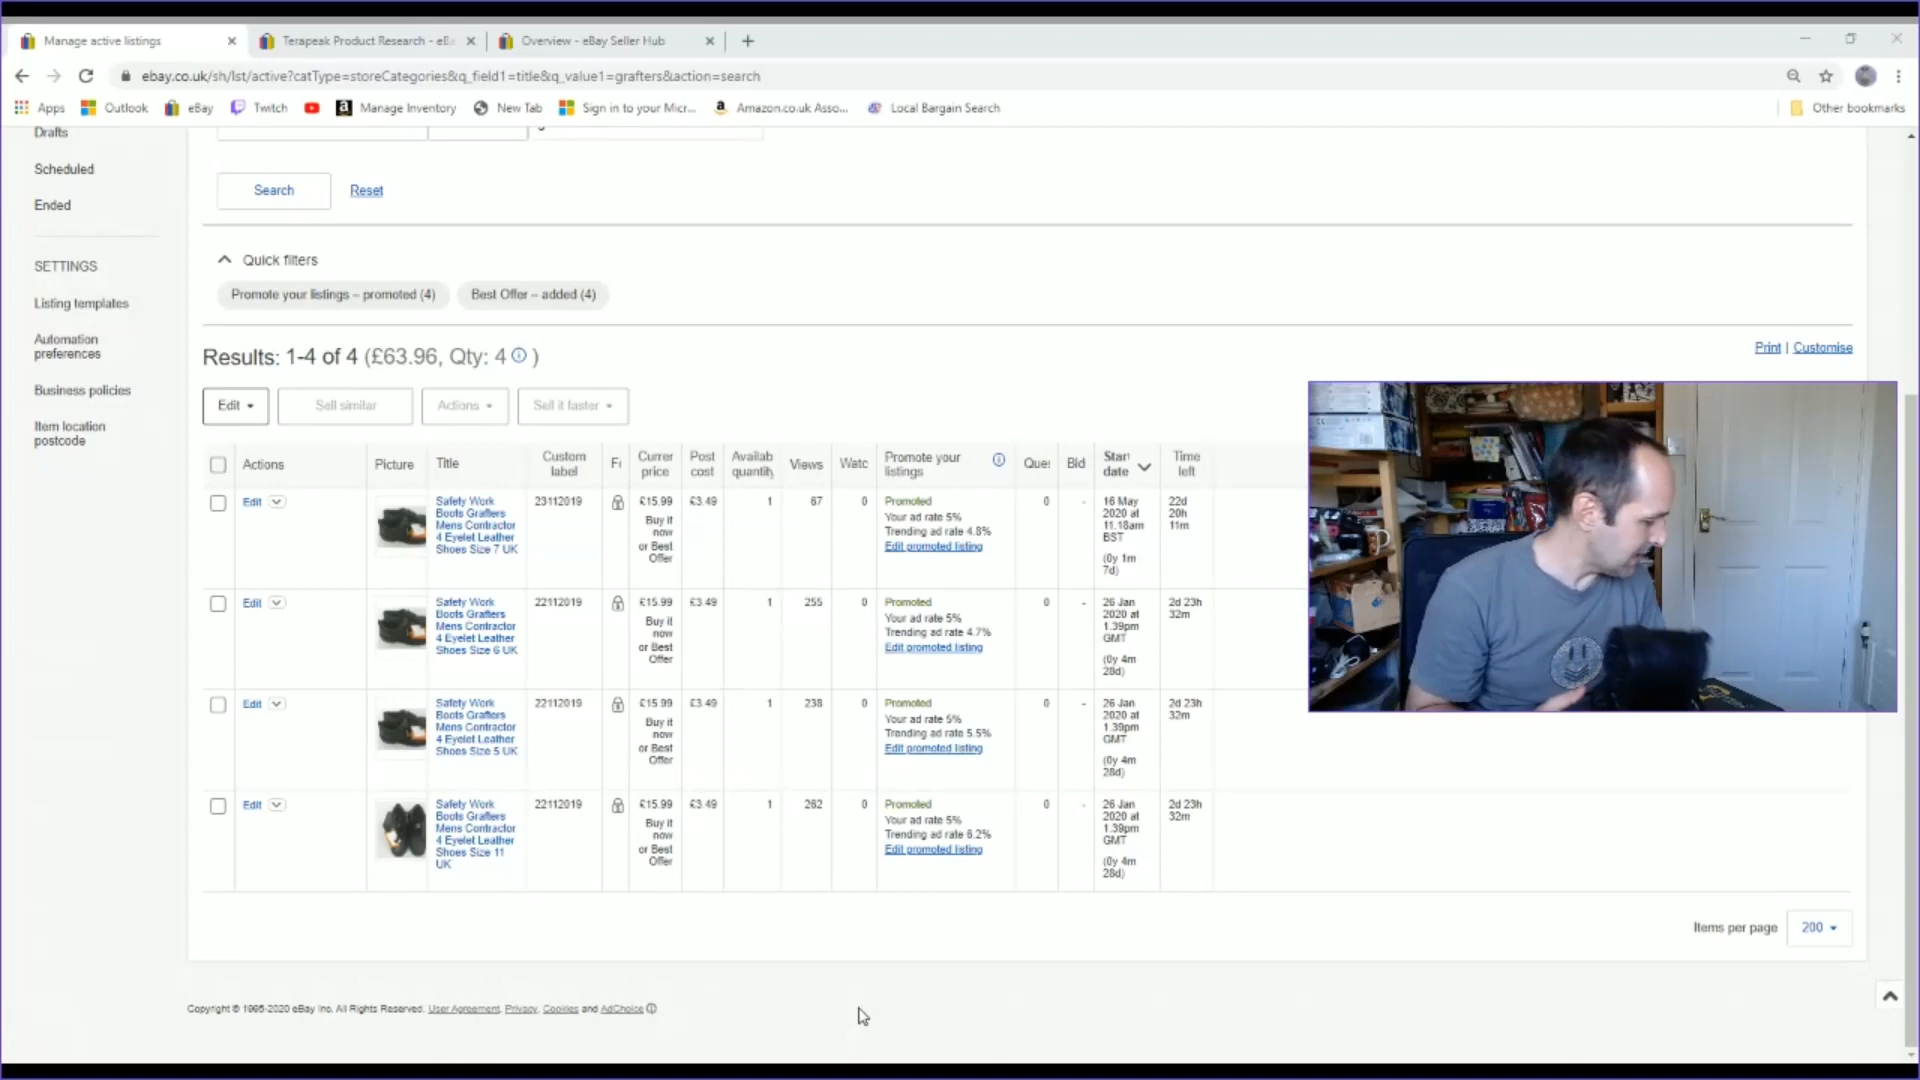 Manage active listings
Terapeak Product Research - eB
Overview - eBay Seller Hub
ebay.co.uk/sh/lst/active?catType=storeCategories&q_field1=title&q_value1=grafters&action=search
Apps Outlook eBay Twitch Manage Inventory New Tab Sign in to your Micr... Amazon.co.uk Asso... Local Bargain Search Other bookmarks
Drafts
Scheduled
Ended
SETTINGS
Listing templates
Automation
preferences
Business policies
Item location
postcode
Search Reset
Quick filters
Promote your listings – promoted (4) Best Offer – added (4)
Results: 1-4 of 4 (£63.96, Qty: 4 )
Print | Customise
Edit Sell similar Actions Sell it faster
Actions
Picture
Title
Custom
label
Curren
price
Post
cost
Availab
quantity
Views
Watc
Promote your
listings
Que:
Bid
Start
date
Time
left
Edit
Safety Work
Boots Grafters
Mens Contractor
4 Eyelet Leather
Shoes Size 7 UK
23112019
£15.99
Buy it
now
or Best
Offer
£3.49
1
67
0
Promoted
Your ad rate 5%
Trending ad rate 4.8%
Edit promoted listing
0
-
16 May
2020 at
11.18am
BST
(0y 1m
7d)
22d
20h
11m
Edit
Safety Work
Boots Grafters
Mens Contractor
4 Eyelet Leather
Shoes Size 6 UK
22112019
£15.99
Buy it
now
or Best
Offer
£3.49
1
255
0
Promoted
Your ad rate 5%
Trending ad rate 4.7%
Edit promoted listing
0
-
26 Jan
2020 at
1.39pm
GMT
(0y 4m
28d)
2d 23h
32m
Edit
Safety Work
Boots Grafters
Mens Contractor
4 Eyelet Leather
Shoes Size 5 UK
22112019
£15.99
Buy it
now
or Best
Offer
£3.49
1
238
0
Promoted
Your ad rate 5%
Trending ad rate 5.5%
Edit promoted listing
0
-
26 Jan
2020 at
1.39pm
GMT
(0y 4m
28d)
2d 23h
32m
Edit
Safety Work
Boots Grafters
Mens Contractor
4 Eyelet Leather
Shoes Size 11
UK
22112019
£15.99
Buy it
now
or Best
Offer
£3.49
1
262
0
Promoted
Your ad rate 5%
Trending ad rate 6.2%
Edit promoted listing
0
-
26 Jan
2020 at
1.39pm
GMT
(0y 4m
28d)
2d 23h
32m
Items per page 200
Copyright © 1995-2020 eBay Inc. All Rights Reserved. User Agreement, Privacy, Cookies and AdChoice